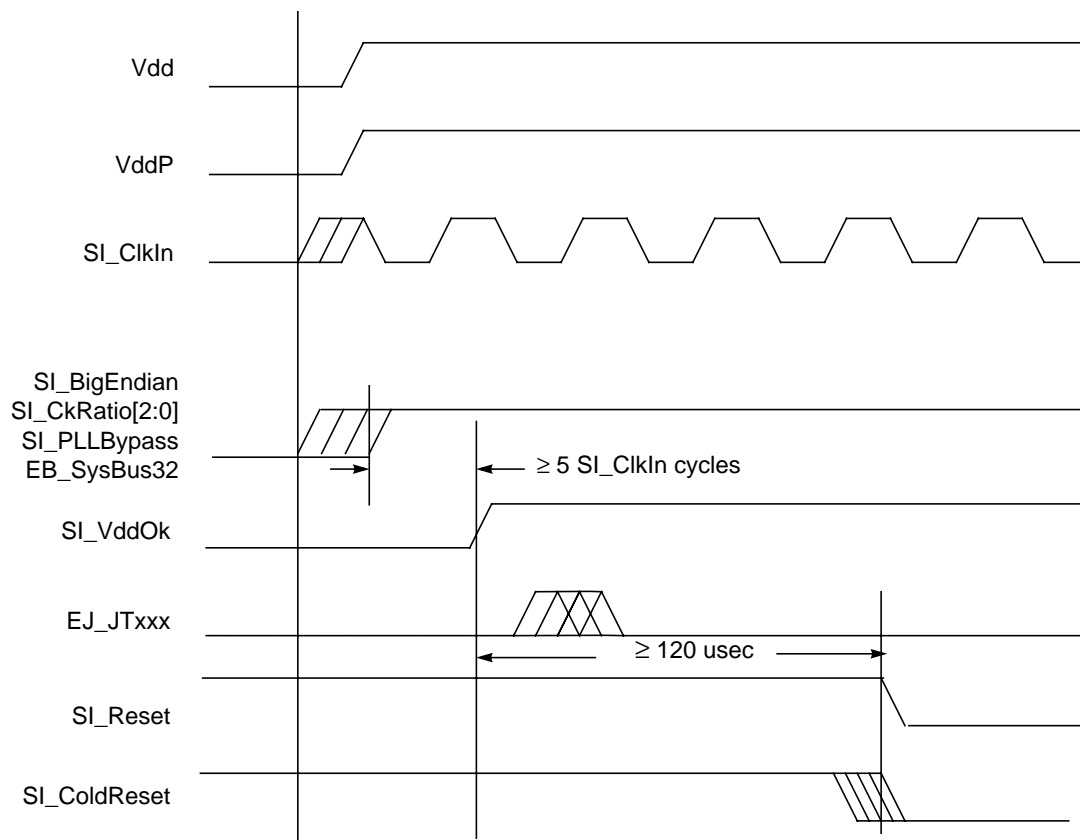 Vdd
VddP
SI_ClkIn
SI_BigEndian
SI_CkRatio[2:0]
SI_PLLBypass
EB_SysBus32
≥ 5 SI_ClkIn cycles
SI_VddOk
EJ_JTxxx
≥ 120 usec
SI_Reset
SI_ColdReset